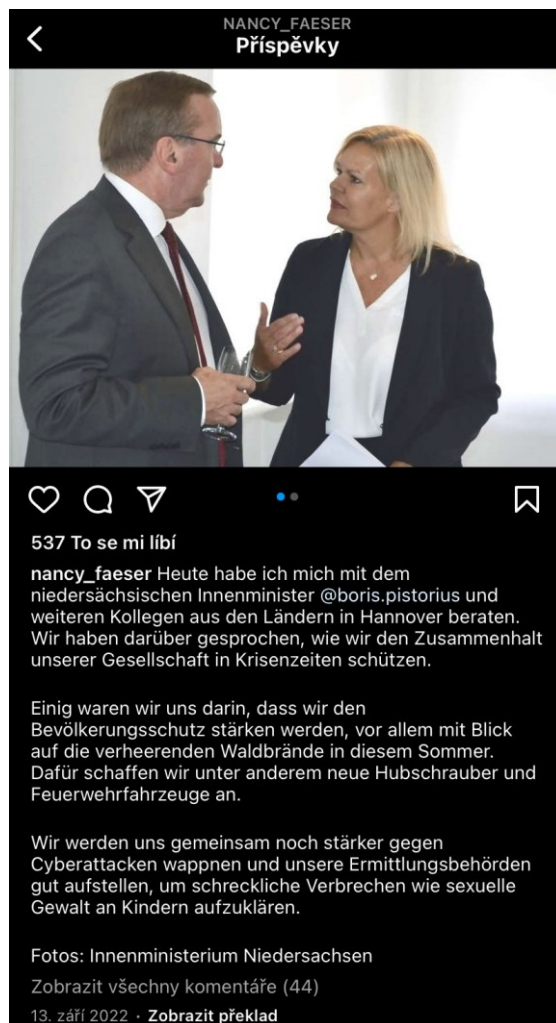 NANCY_FAESER
Příspěvky
537 To se mi líbí
nancy_faeser Heute habe ich mich mit dem
niedersächsischen Innenminister @boris.pistorius und
weiteren Kollegen aus den Ländern in Hannover beraten.
Wir haben darüber gesprochen, wie wir den Zusammenhalt
unserer Gesellschaft in Krisenzeiten schützen.
Einig waren wir uns darin, dass wir den
Bevölkerungsschutz stärken werden, vor allem mit Blick
auf die verheerenden Waldbrände in diesem Sommer.
Dafür schaffen wir unter anderem neue Hubschrauber und
Feuerwehrfahrzeuge an.
Wir werden uns gemeinsam noch stärker gegen
Cyberattacken wappnen und unsere Ermittlungsbehörden
gut aufstellen, um schreckliche Verbrechen wie sexuelle
Gewalt an Kindern aufzuklären.
Fotos: Innenministerium Niedersachsen
Zobrazit všechny komentáře (44)
13. září 2022 · Zobrazit překlad